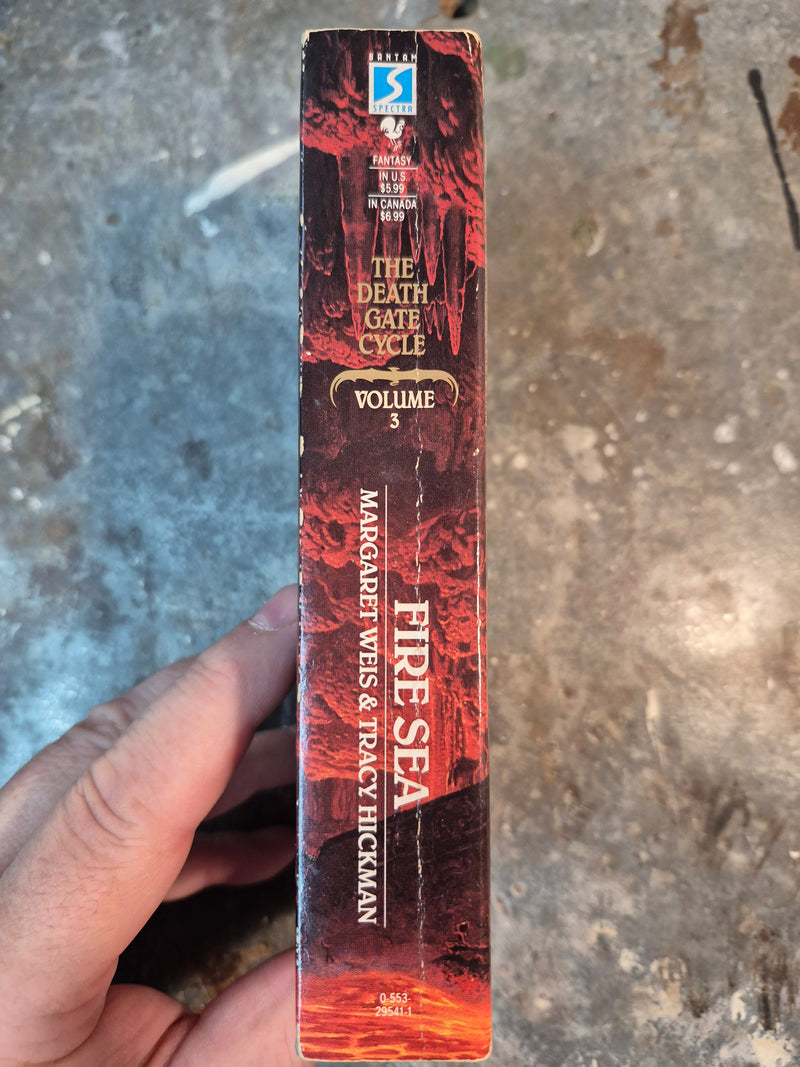 BANTAM
SPECTRA
FANTASY
IN U.S.
$5.99
IN CANADA
$6.99
THE
DEATH
GATE
CYCLE
VOLUME
3
FIRE SEA
MARGARET WEIS & TRACY HICKMAN
0-553-
29541-1